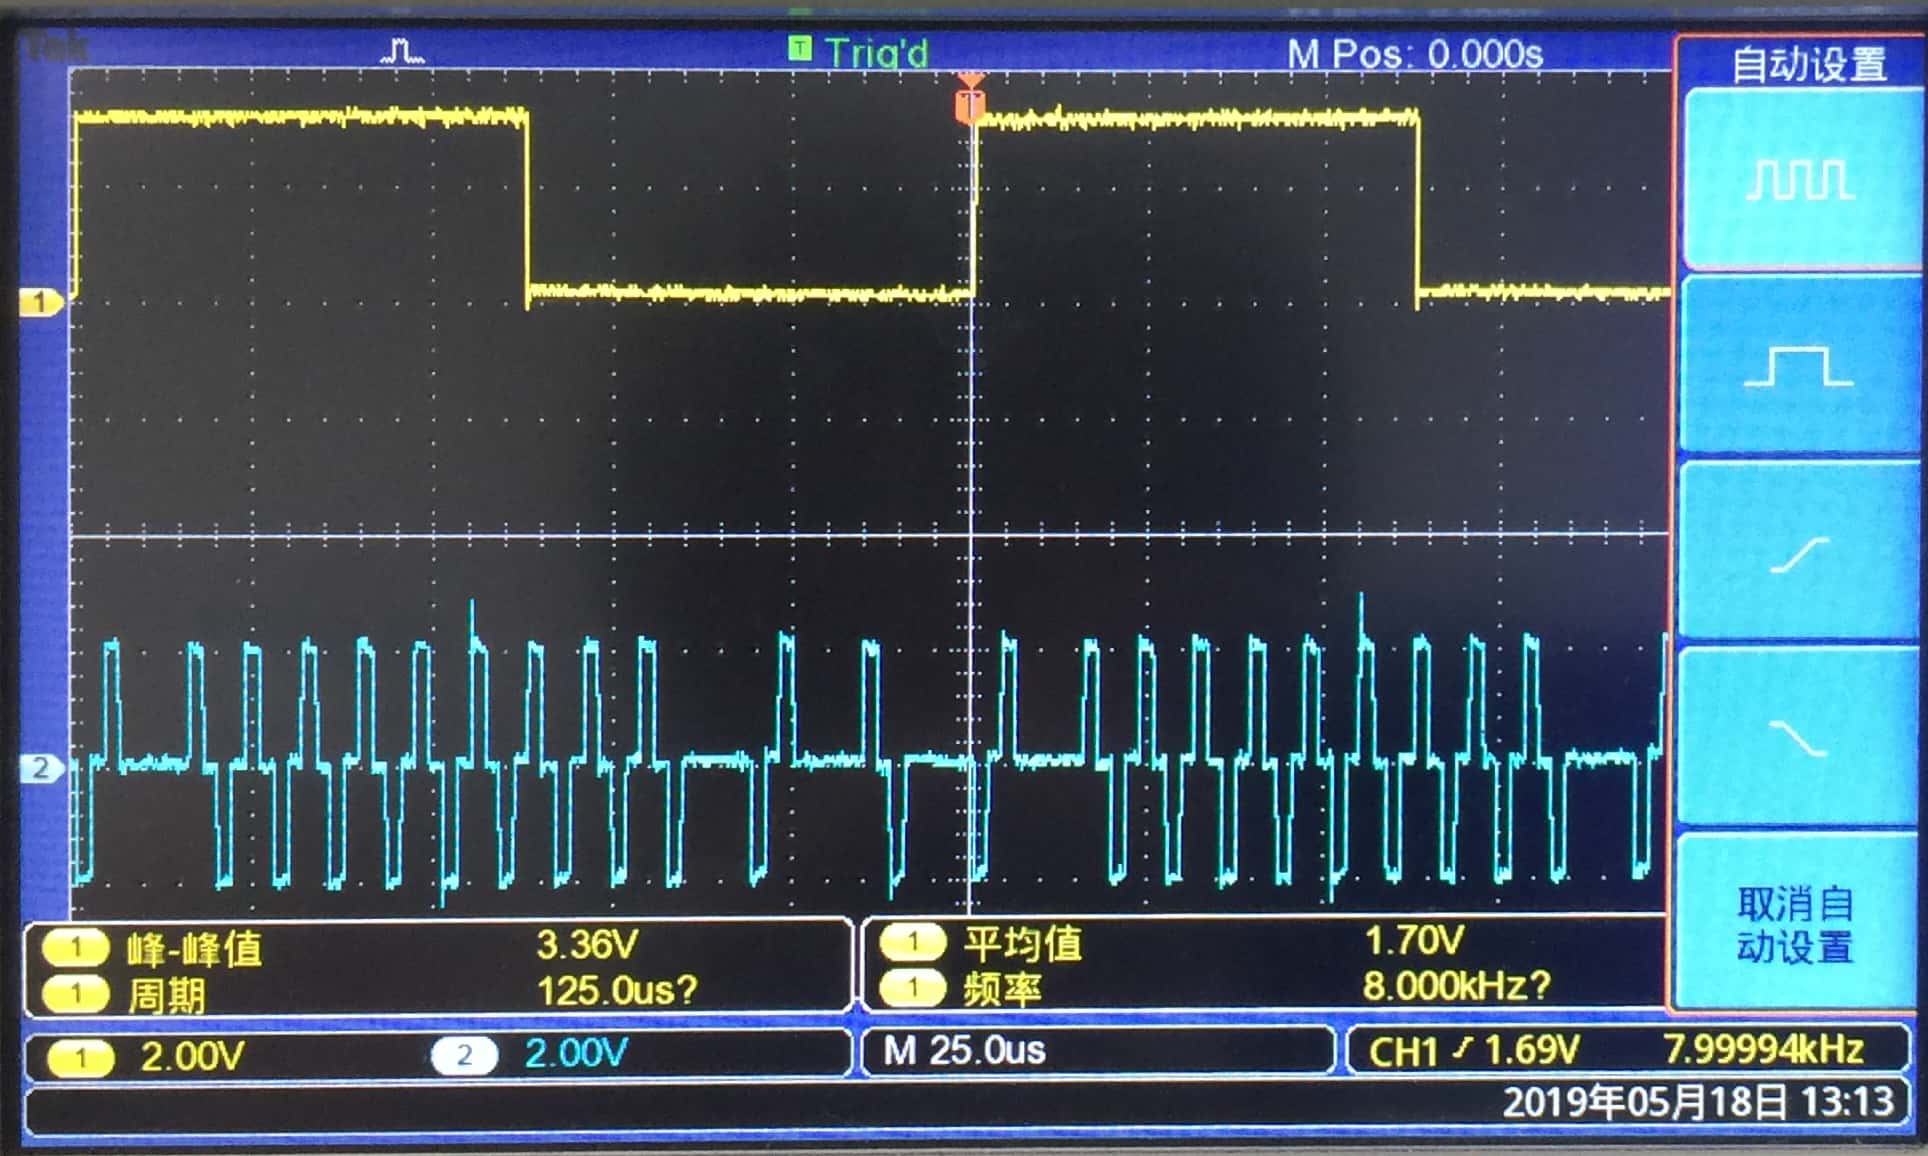 Tek
T Trig'd
M Pos: 0.000s
自动设置
T
1
2
取消自
动设置
1 峰-峰值 3.36V
1 周期 125.0us?
1 平均值 1.70V
1 频率 8.000kHz?
1 2.00V
2 2.00V
M 25.0us
CH1 1.69V 7.99994kHz
2019年05月18日 13:13